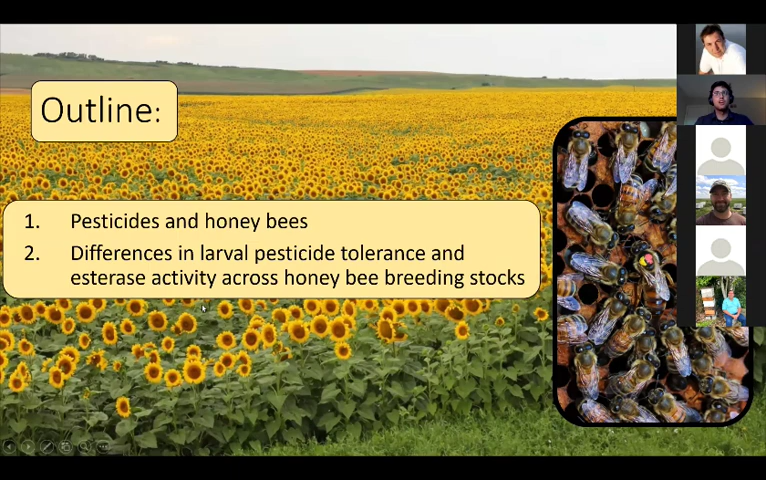 Outline:
1. Pesticides and honey bees
2. Differences in larval pesticide tolerance and
esterase activity across honey bee breeding stocks